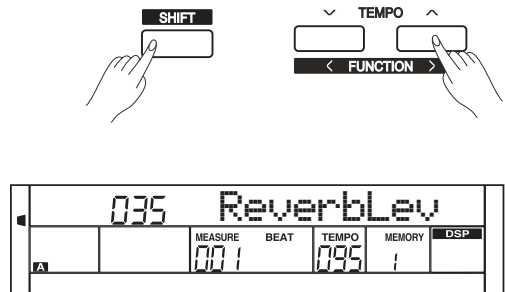 SHIFT
∨ TEMPO ∧
< FUNCTION >
035 ReverbLev
MEASURE BEAT TEMPO MEMORY DSP
A 001 095 1